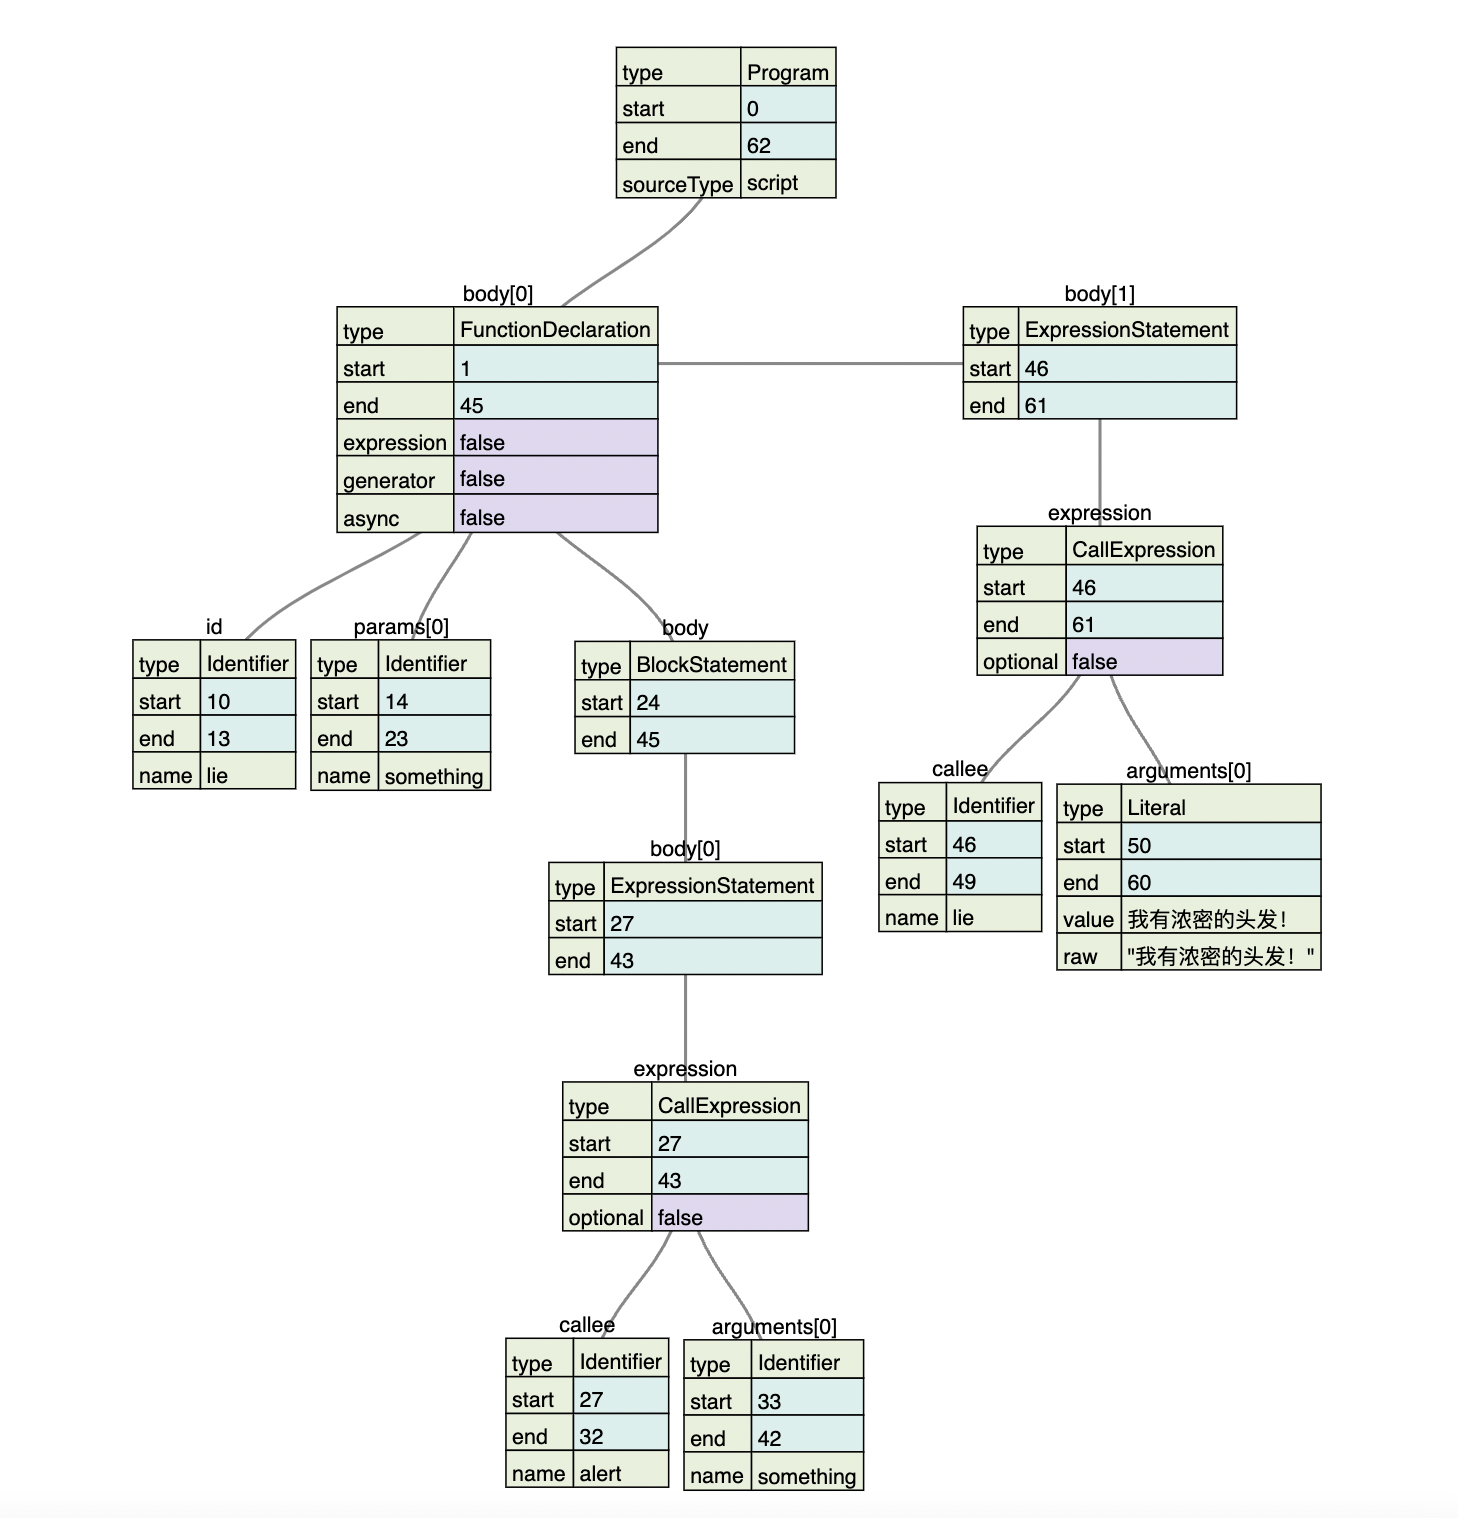 type Program
start 0
end 62
sourceType script
body[0]
type FunctionDeclaration
start 1
end 45
expression false
generator false
async false
body[1]
type ExpressionStatement
start 46
end 61
expression
type CallExpression
start 46
end 61
optional false
id
type Identifier
start 10
end 13
name lie
params[0]
type Identifier
start 14
end 23
name something
body
type BlockStatement
start 24
end 45
callee
type Identifier
start 46
end 49
name lie
arguments[0]
type Literal
start 50
end 60
value 我有浓密的头发！
raw "我有浓密的头发！"
body[0]
type ExpressionStatement
start 27
end 43
expression
type CallExpression
start 27
end 43
optional false
callee
type Identifier
start 27
end 32
name alert
arguments[0]
type Identifier
start 33
end 42
name something